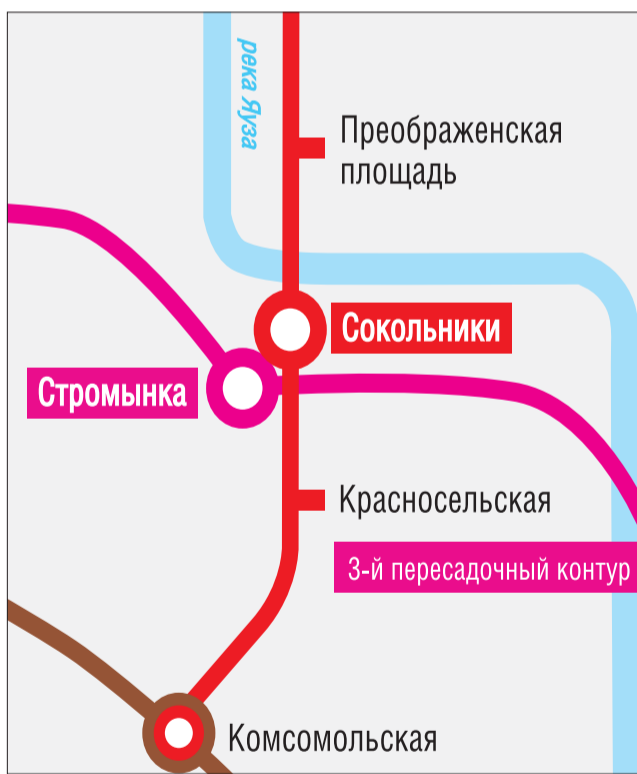 река Яуза
Преображенская
площадь
Сокольники
Стромынка
Красносельская
3-й пересадочный контур
Комсомольская